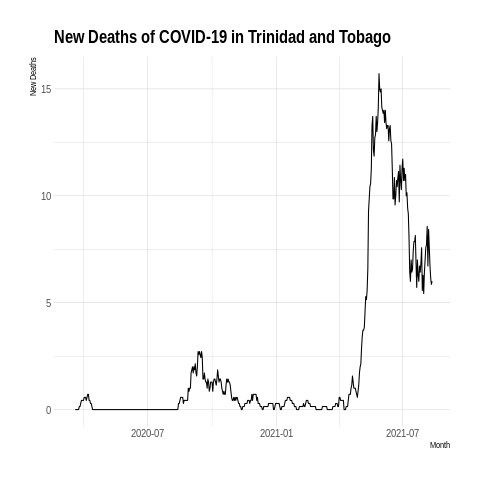 New Deaths of COVID-19 in Trinidad and Tobago
New Deaths
15
10
5
0
2020-07
2021-01
2021-07
Month